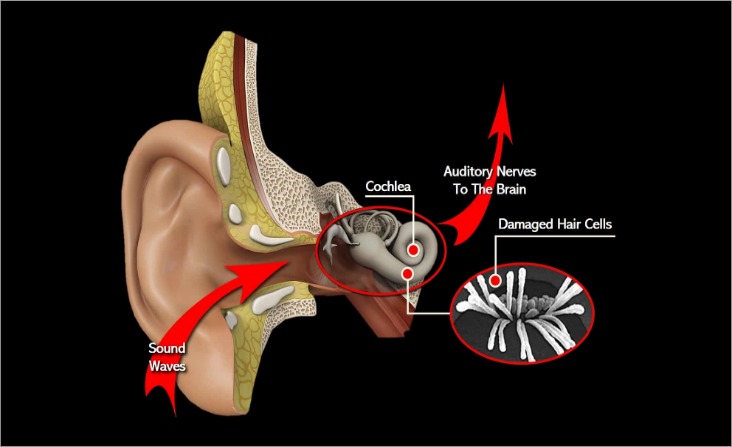 Auditory Nerves
To The Brain
Cochlea
Damaged Hair Cells
Sound
Waves